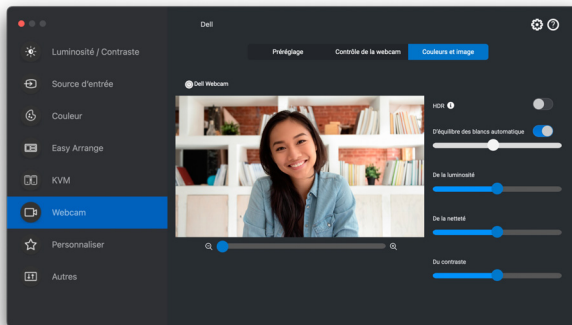 Dell
Luminosité / Contraste
Source d'entrée
Couleur
Easy Arrange
KVM
Webcam
Personnaliser
Autres
Préréglage
Contrôle de la webcam
Couleurs et image
Dell Webcam
HDR
D'équilibre des blancs automatique
De la luminosité
De la netteté
Du contraste